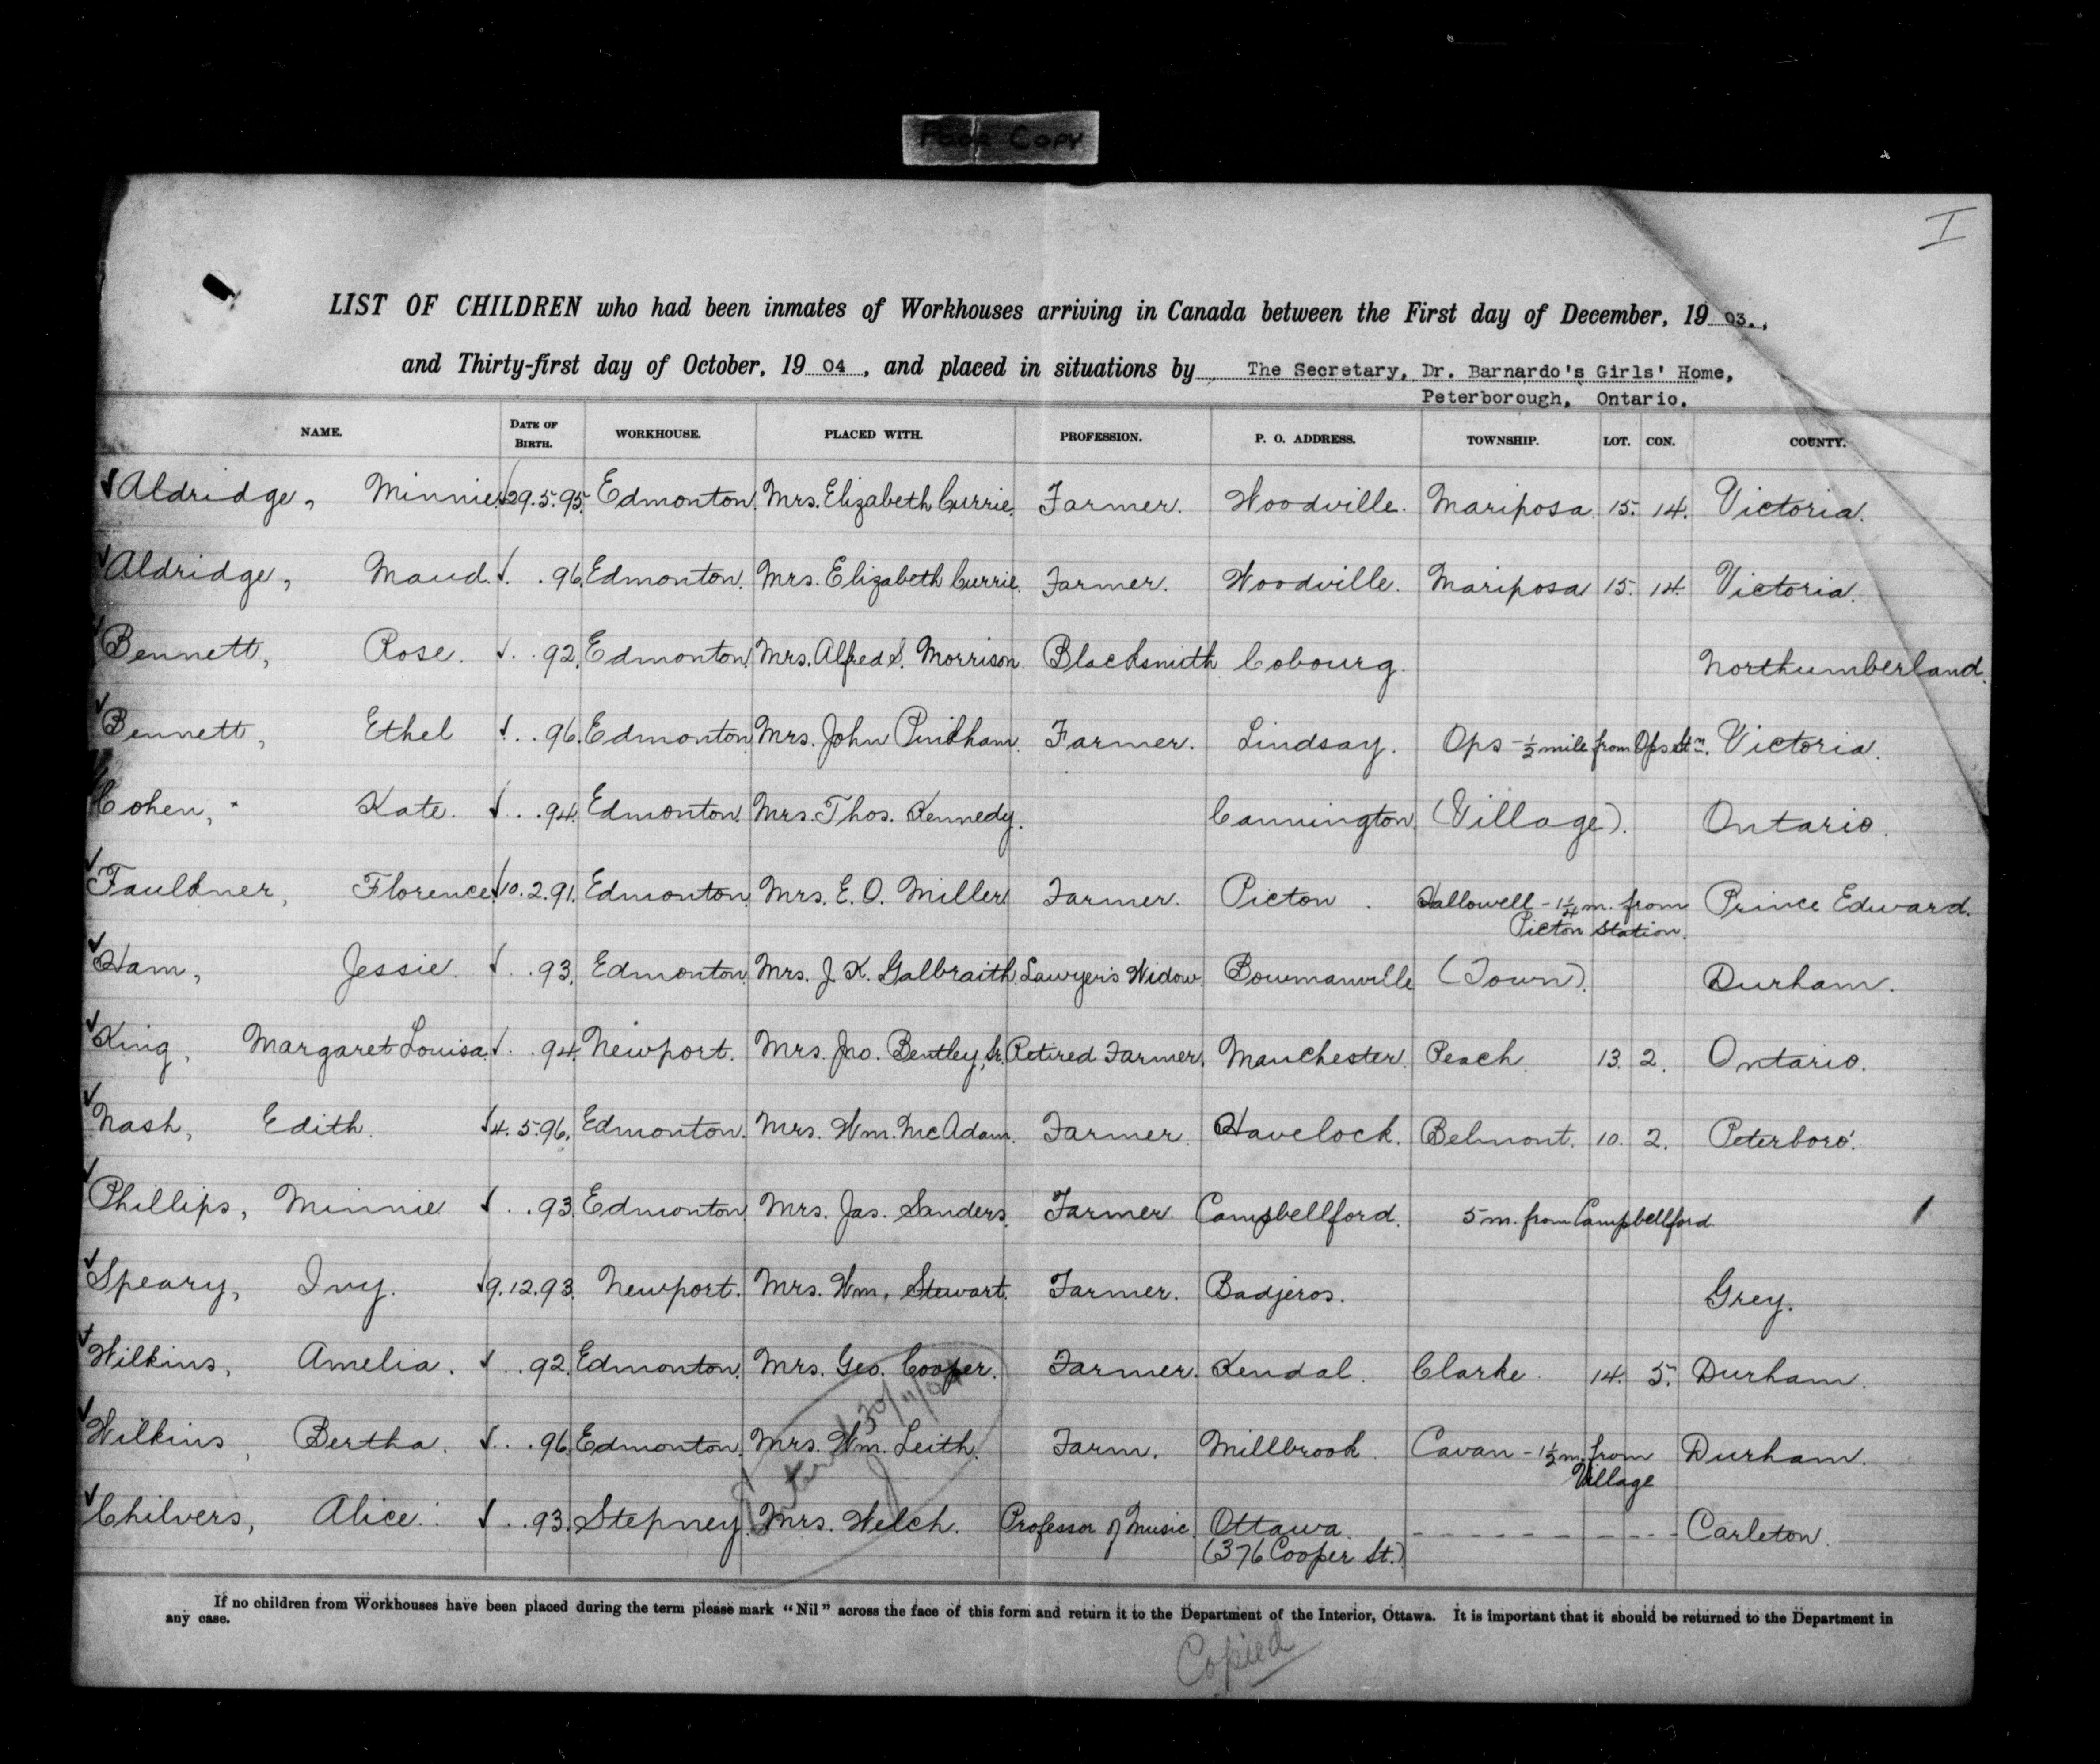 Poor Copy
I
LIST OF CHILDREN who had been inmates of Workhouses arriving in Canada between the First day of December, 19 03.,
and Thirty-first day of October, 19 04, and placed in situations by The Secretary, Dr. Barnardo's Girls' Home,
Peterborough, Ontario.
NAME. DATE OF BIRTH. WORKHOUSE. PLACED WITH. PROFESSION. P. O. ADDRESS. TOWNSHIP. LOT. CON. COUNTY.
Aldridge, Minnie. 29.5.95. Edmonton. Mrs. Elizabeth Currie. Farmer. Woodville. Mariposa 15. 14. Victoria.
Aldridge, Maud. . .96. Edmonton. Mrs. Elizabeth Currie. Farmer. Woodville. Mariposa 15. 14. Victoria.
Bennett, Rose. . .92. Edmonton. Mrs. Alfred S. Morrison. Blacksmith. Cobourg. Northumberland.
Bennett, Ethel . .96. Edmonton Mrs. John Pinkham. Farmer. Lindsay. Ops - 1/2 mile from Ops Stn. Victoria.
Cohen, Kate. . .94. Edmonton. Mrs. Thos. Kennedy. Cannington. (Village). Ontario.
Faulkner, Florence. 10.2.91. Edmonton. Mrs. E. O. Miller Farmer. Picton. Hallowell - 1 1/4 m. from Prince Edward.
Picton Station.
Ham, Jessie. . .93. Edmonton. Mrs. J. K. Galbraith. Lawyer's Widow Bowmanville (Town). Durham.
King, Margaret Louisa. . .94. Newport. Mrs. Jno. Bentley, Sr. Retired Farmer. Manchester. Reach. 13. 2. Ontario.
Nash, Edith. 4.5.96. Edmonton. Mrs. Wm. McAdam. Farmer. Havelock. Belmont. 10. 2. Peterboro'.
Phillips, Minnie . .93. Edmonton. Mrs. Jas. Sanders. Farmer. Campbellford. 5 m. from Campbellford
Speary, Ivy. 9.12.93. Newport. Mrs. Wm. Stewart. Farmer. Badjeros. Grey.
Wilkins, Amelia. . .92. Edmonton. Mrs. Geo. Cooper. Farmer. Kendal. Clarke. 14. 5. Durham.
Wilkins, Bertha. . .96. Edmonton. Mrs. Wm. Leith. Farm. Millbrook. Cavan - 1 1/2 m. from Durham.
Village
Chilvers, Alice. . .93. Stepney. Mrs. Welch. Professor of Music. Ottawa. - - - - - - - - Carleton.
(376 Cooper St.)
If no children from Workhouses have been placed during the term please mark "Nil" across the face of this form and return it to the Department of the Interior, Ottawa. It is important that it should be returned to the Department in
any case.
Copied